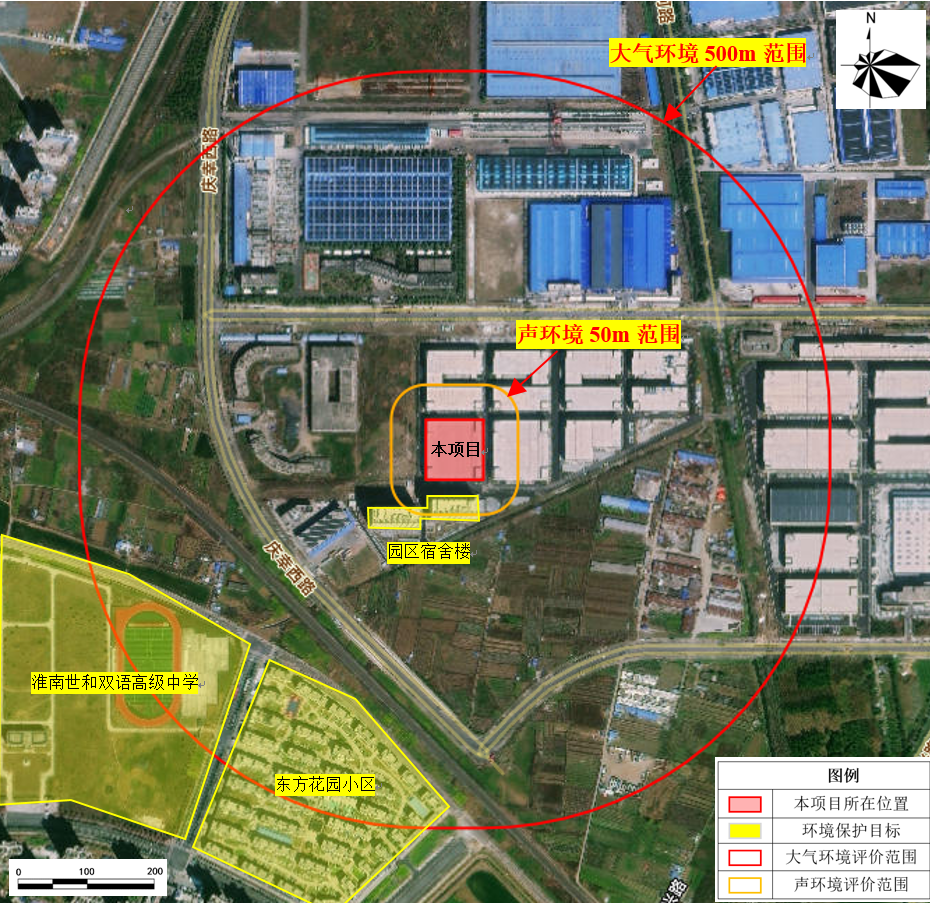 N
大气环境 500m 范围
庆幸西路
路
声环境 50m 范围
本项目
园区宿舍楼
庆幸西路
淮南世和双语高级中学
东方花园小区
图例
本项目所在位置
环境保护目标
大气环境评价范围
声环境评价范围
0 100 200
路